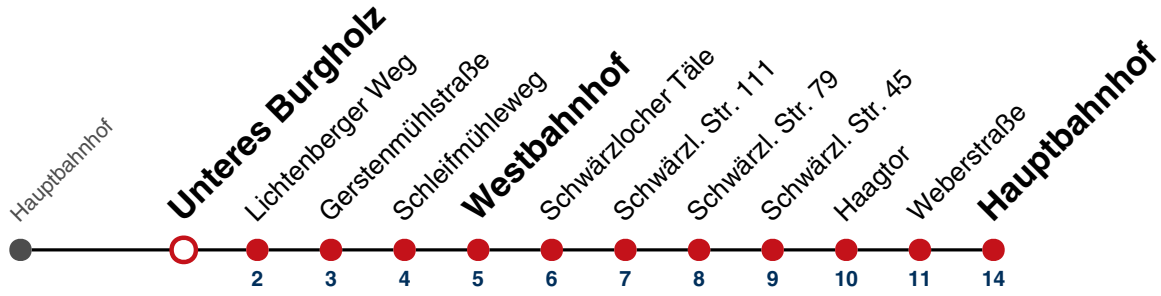 Hauptbahnhof
Unteres Burgholz
Lichtenberger Weg
Gerstenmühlstraße
Schleifmühleweg
Westbahnhof
Schwärzlocher Täle
Schwärzl. Str. 111
Schwärzl. Str. 79
Schwärzl. Str. 45
Haagtor
Weberstraße
Hauptbahnhof
2 3 4 5 6 7 8 9 10 11 14